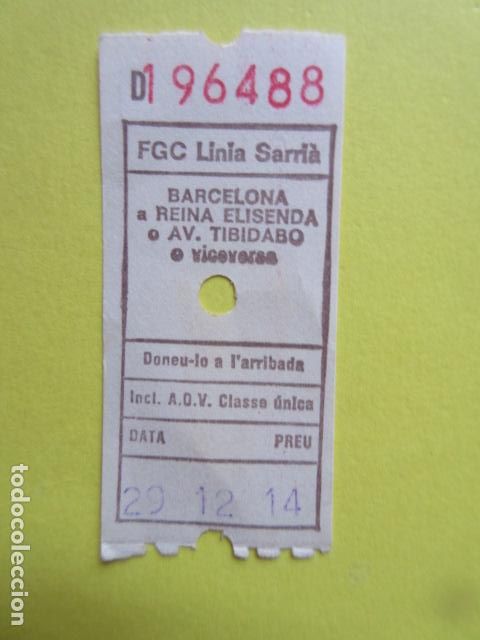 D196488
FGC Linia Sarrià
BARCELONA
a REINA ELISENDA
o AV. TIBIDABO
o viceversa
Doneu-lo a l'arribada
Incl. A.O.V. Classe única
DATA PREU
29 12 14
todocoleccion